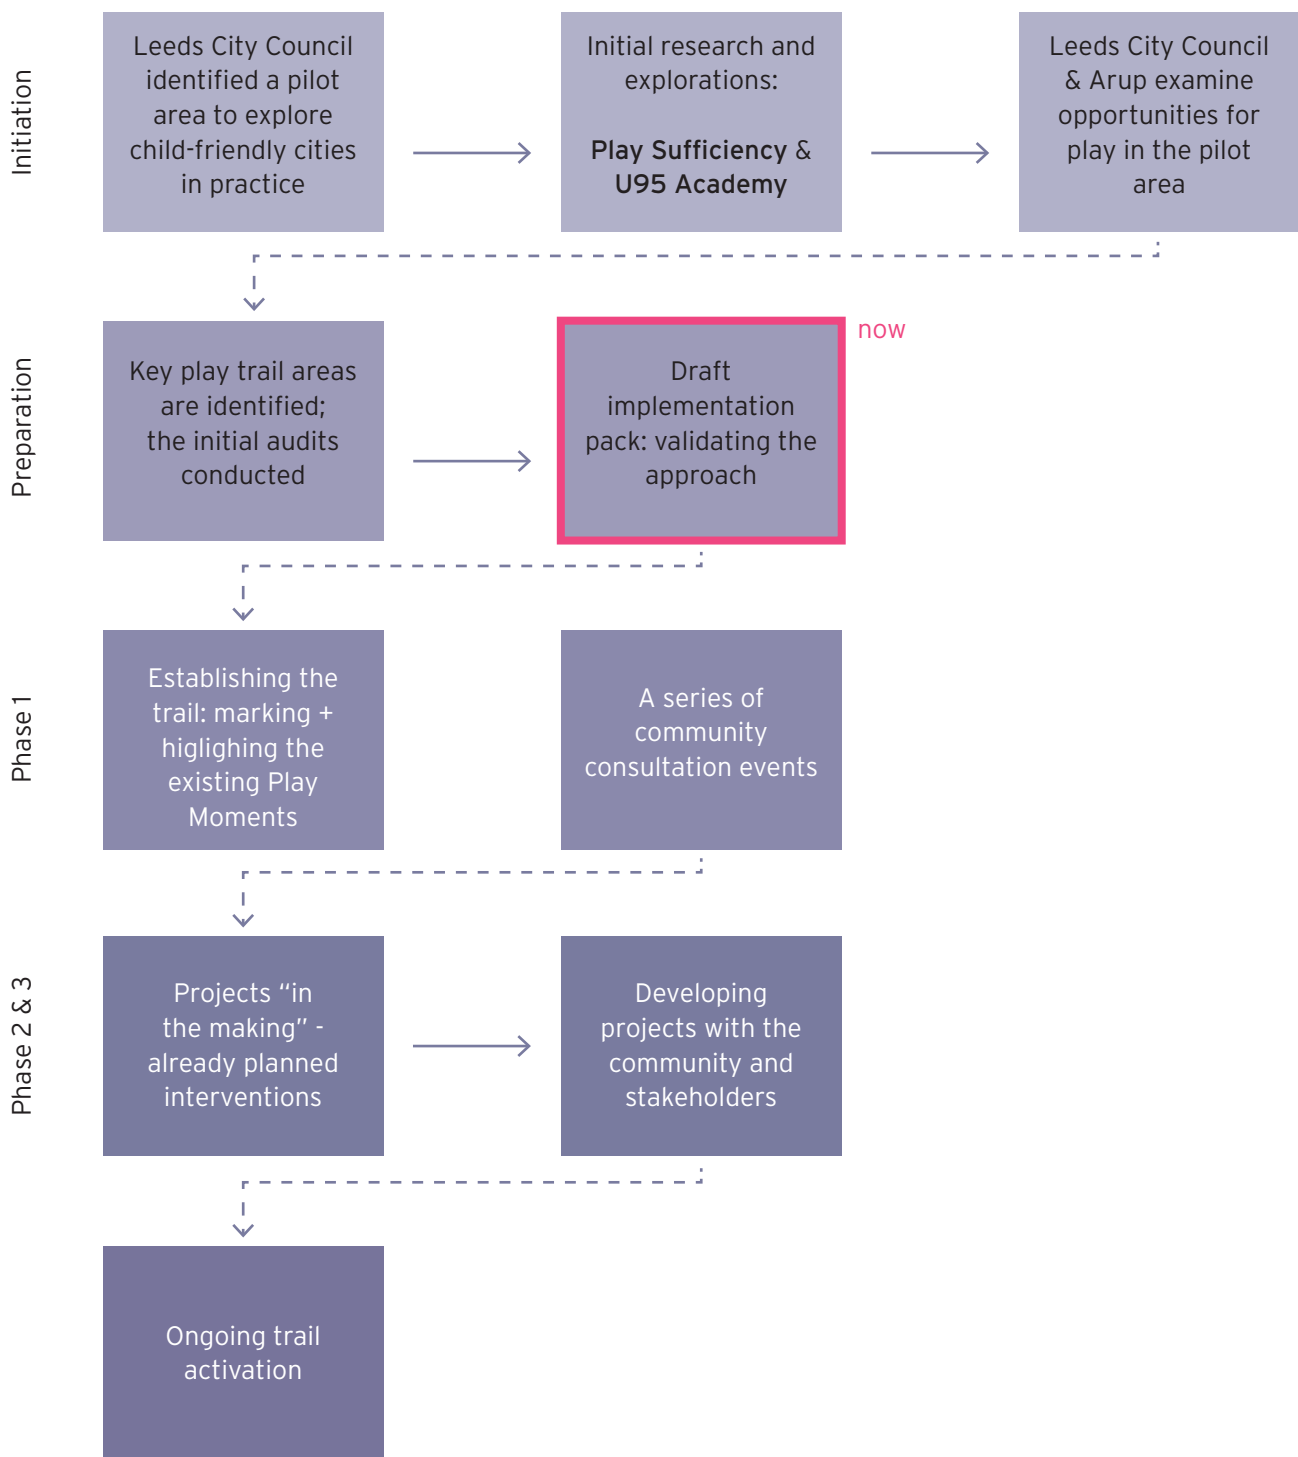 Initiation
Leeds City Council
identified a pilot
area to explore
child-friendly cities
in practice
Initial research and
explorations:
Play Sufficiency &
U95 Academy
Leeds City Council
& Arup examine
opportunities for
play in the pilot
area
Preparation
Key play trail areas
are identified;
the initial audits
conducted
Draft
implementation
pack: validating the
approach
now
Phase 1
Establishing the
trail: marking +
higlighing the
existing Play
Moments
A series of
community
consultation events
Phase 2 & 3
Projects “in
the making” -
already planned
interventions
Developing
projects with the
community and
stakeholders
Ongoing trail
activation